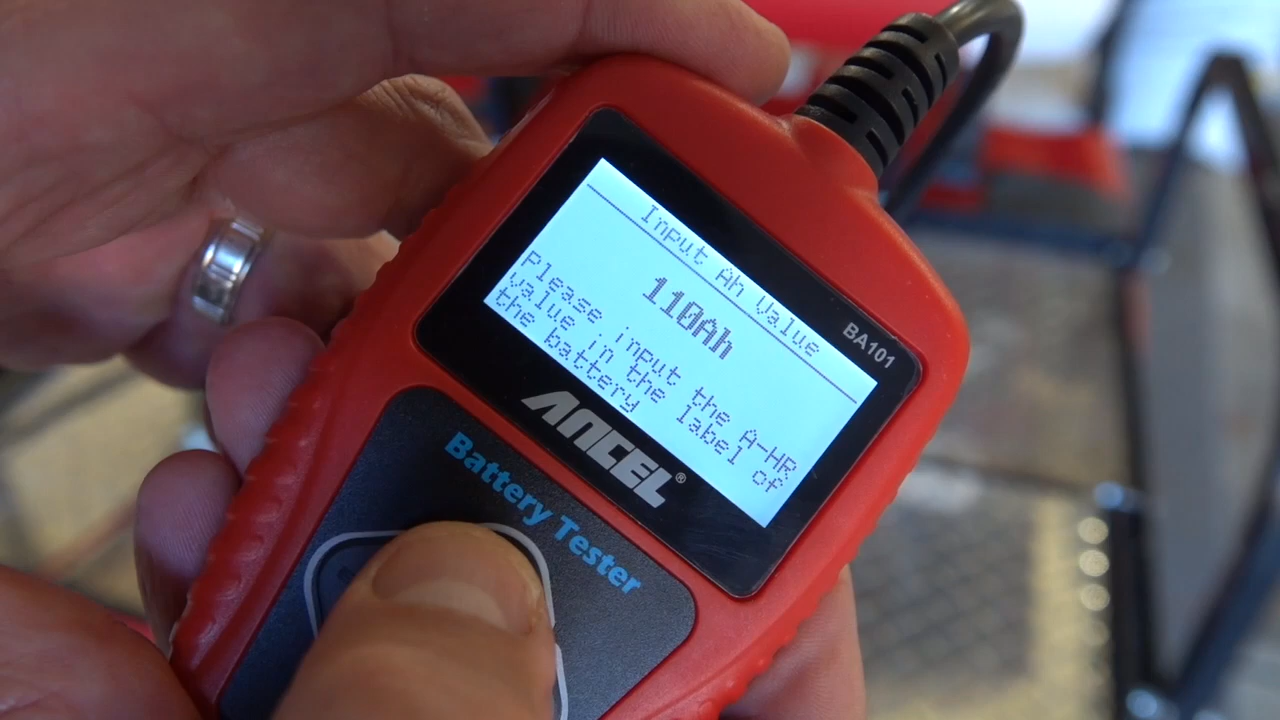 Input Ah Value
110Ah
Please input the A-HR
value in the label of
the battery
BA101
ANCEL®
Battery Tester